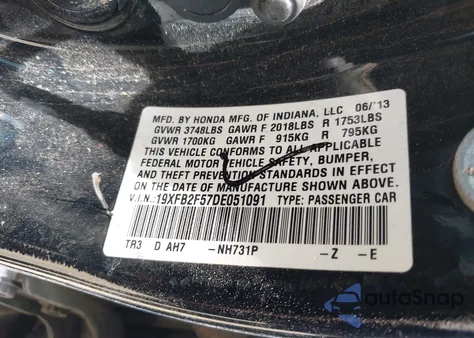 MFD. BY HONDA MFG. OF INDIANA, LLC 06/13
GVWR 3748LBS GAWR F 2018LBS R 1753LBS
GVWR 1700KG GAWR F 915KG R 795KG
THIS VEHICLE CONFORMS TO ALL APPLICABLE
FEDERAL MOTOR VEHICLE SAFETY, BUMPER,
AND THEFT PREVENTION STANDARDS IN EFFECT
ON THE DATE OF MANUFACTURE SHOWN ABOVE.
V.I.N.: 19XFB2F57DE051091 TYPE: PASSENGER CAR
TR3 D AH7 -NH731P -Z -E
autoSnap